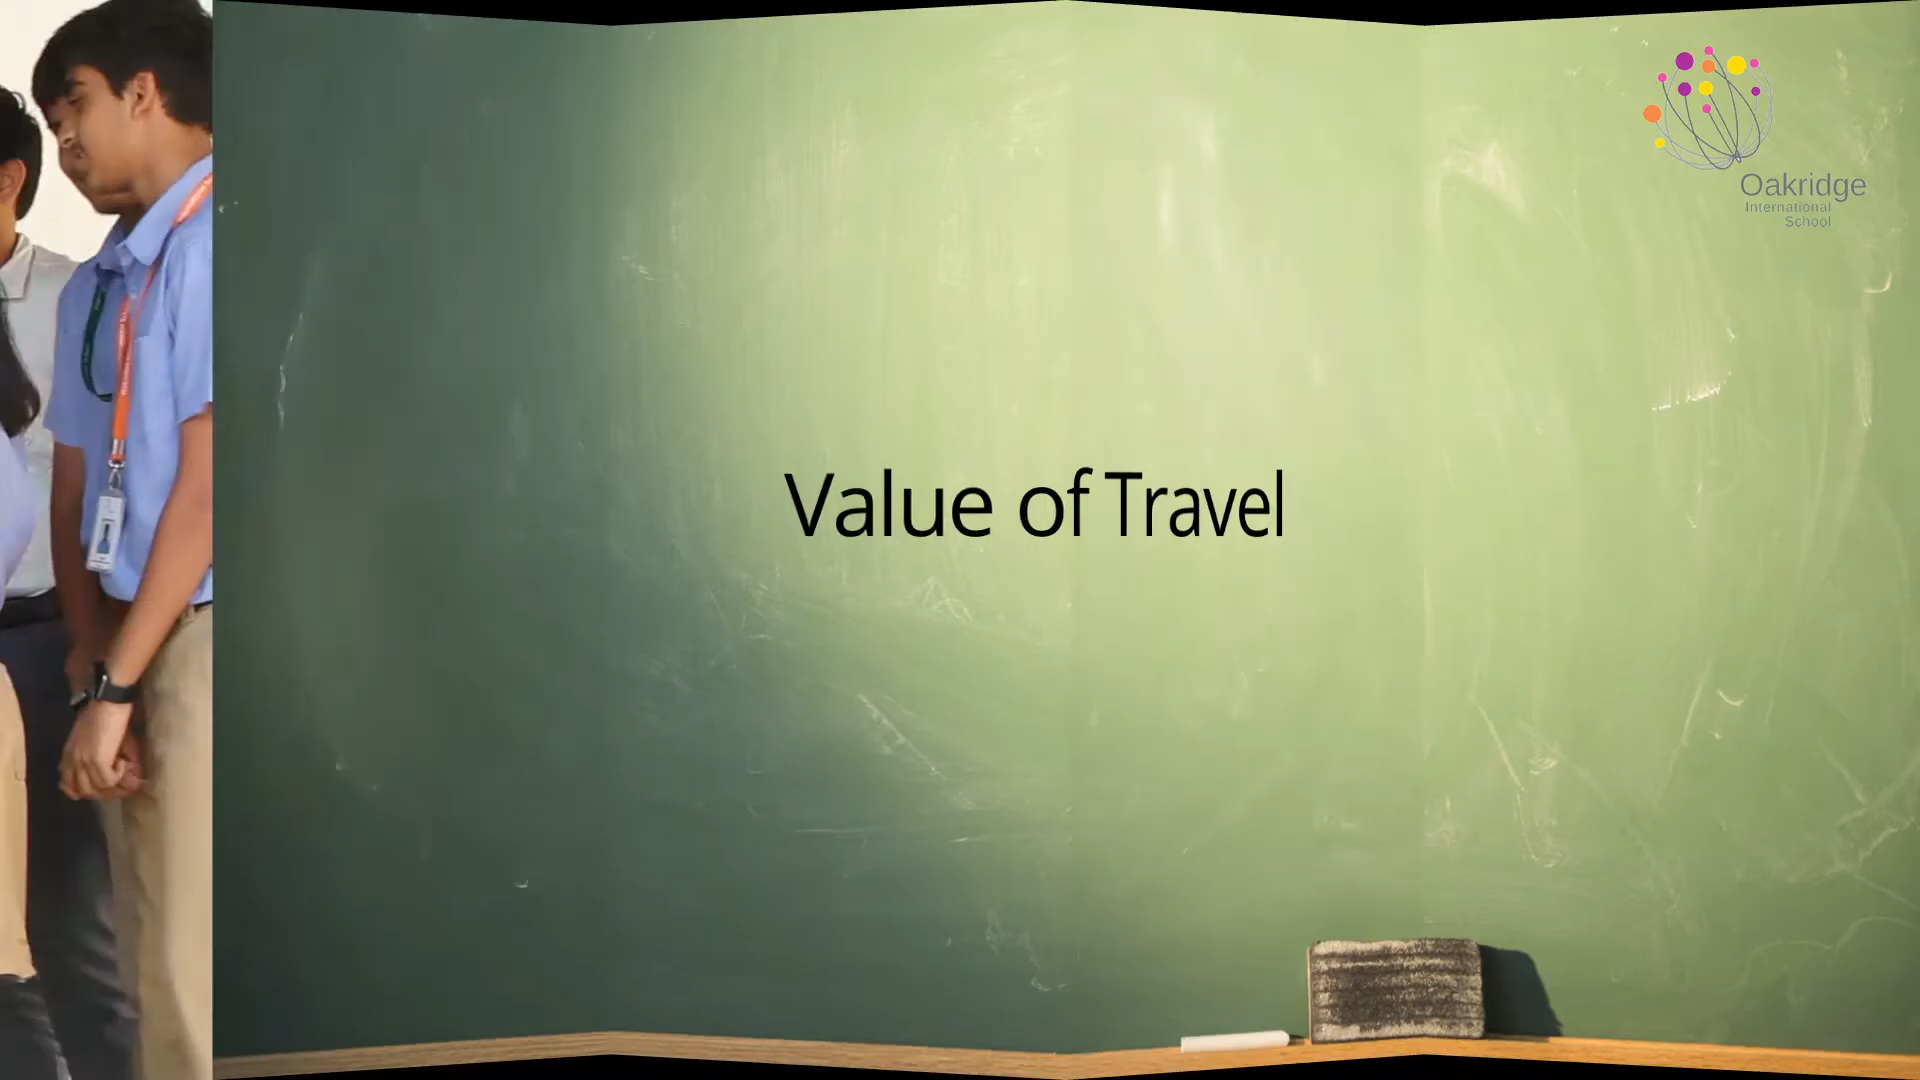 Oakridge
International
School
Value of Travel